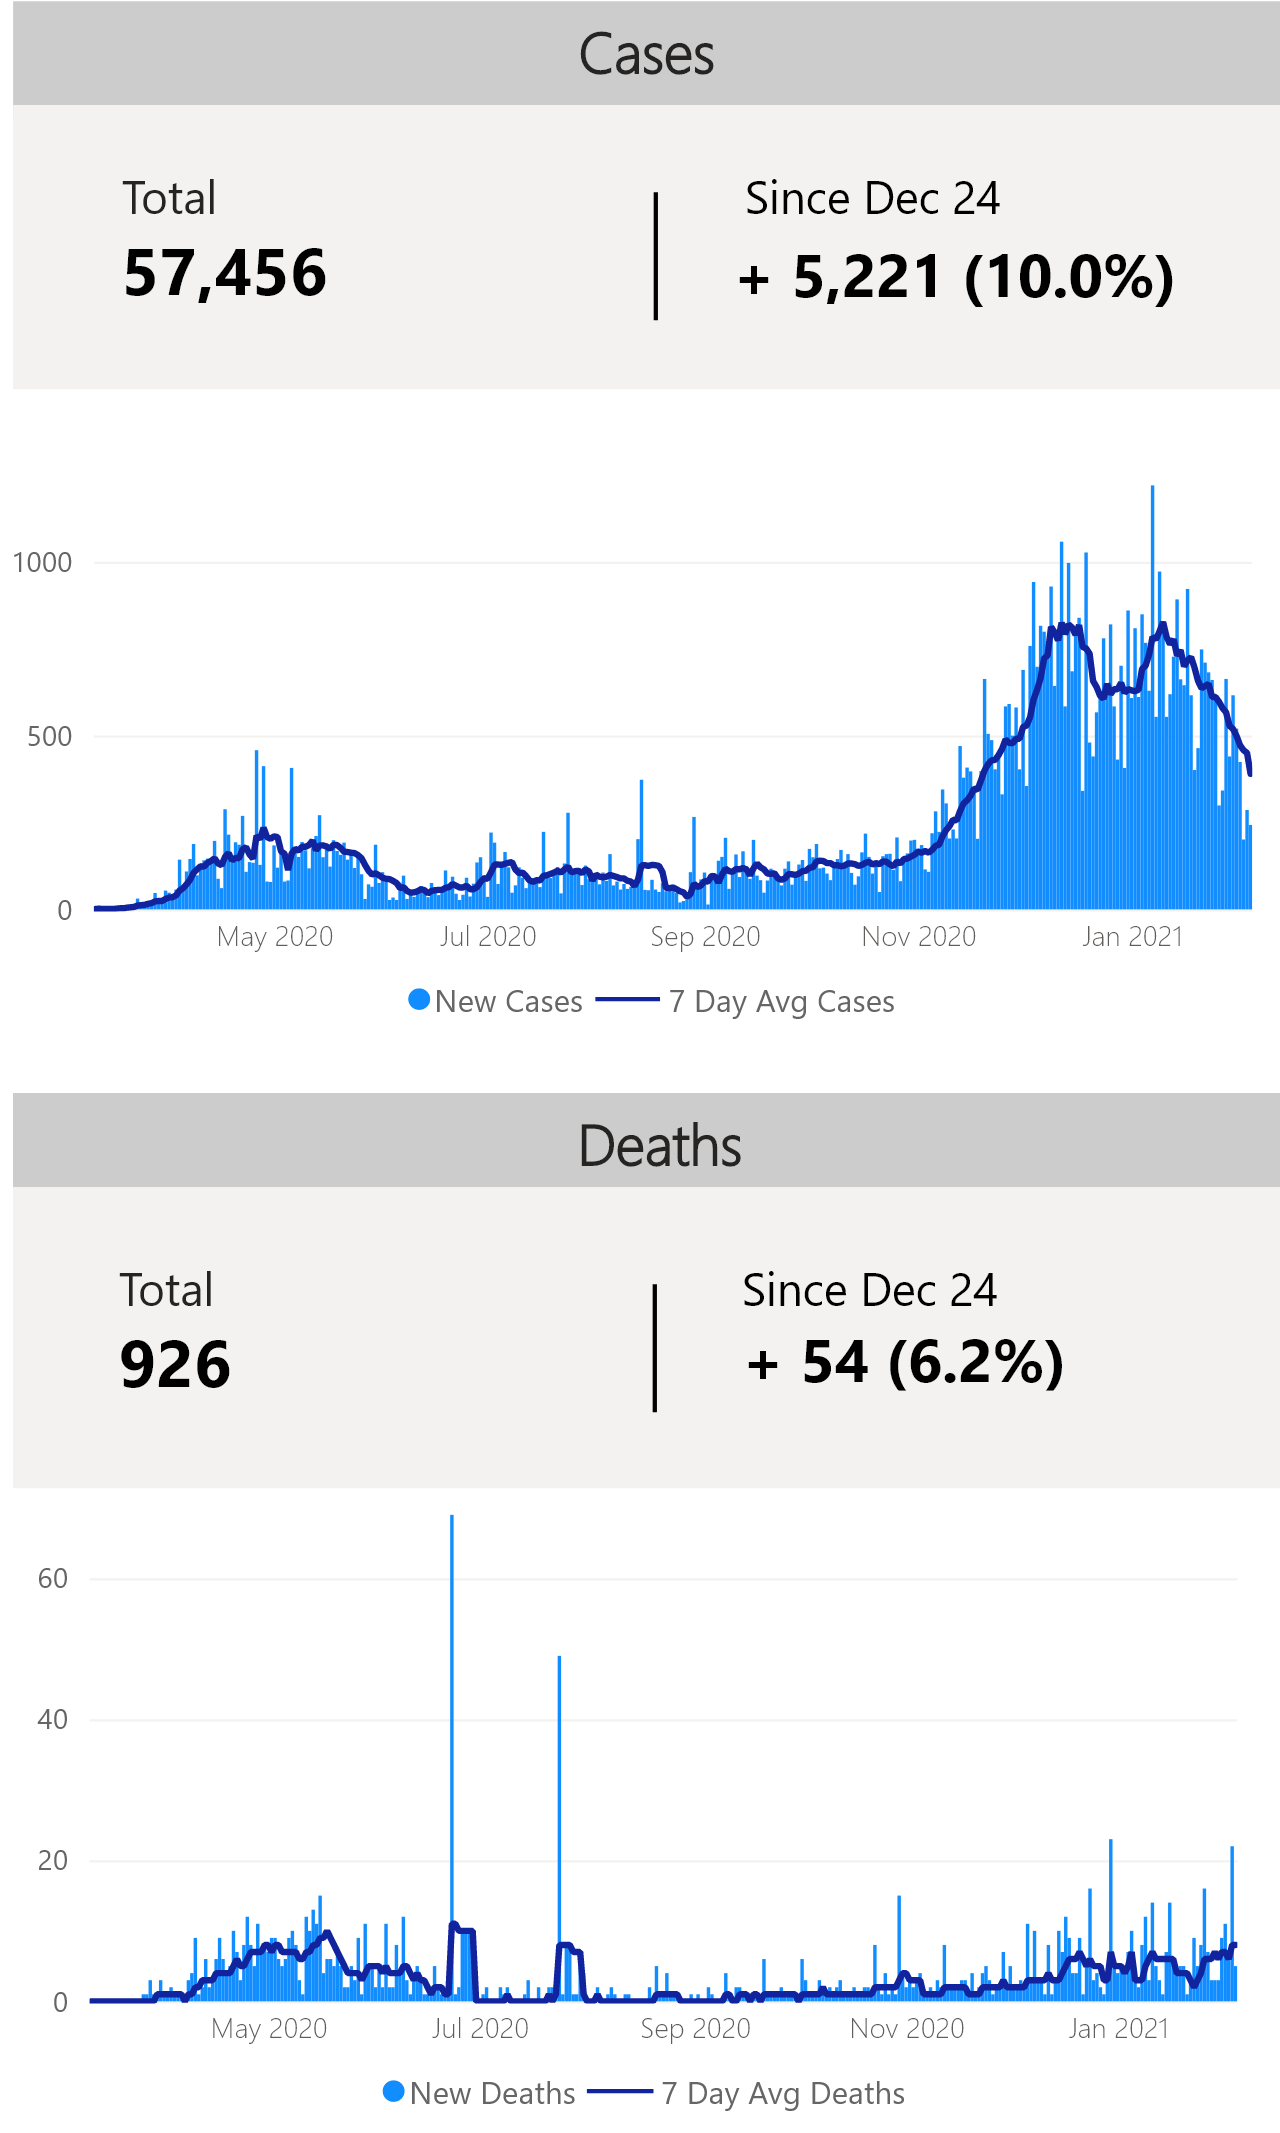 Cases
Total
Since Dec 24
57,456
+ 5,221 (10.0%)
1000
500
0
May 2020
Jul 2020
Sep 2020
Nov 2020
Jan 2021
New Cases
7 Day Avg Cases
Deaths
Total
Since Dec 24
926
+ 54 (6.2%)
60
40
20
0
May 2020
Jul 2020
Sep 2020
Nov 2020
Jan 2021
New Deaths
7 Day Avg Deaths